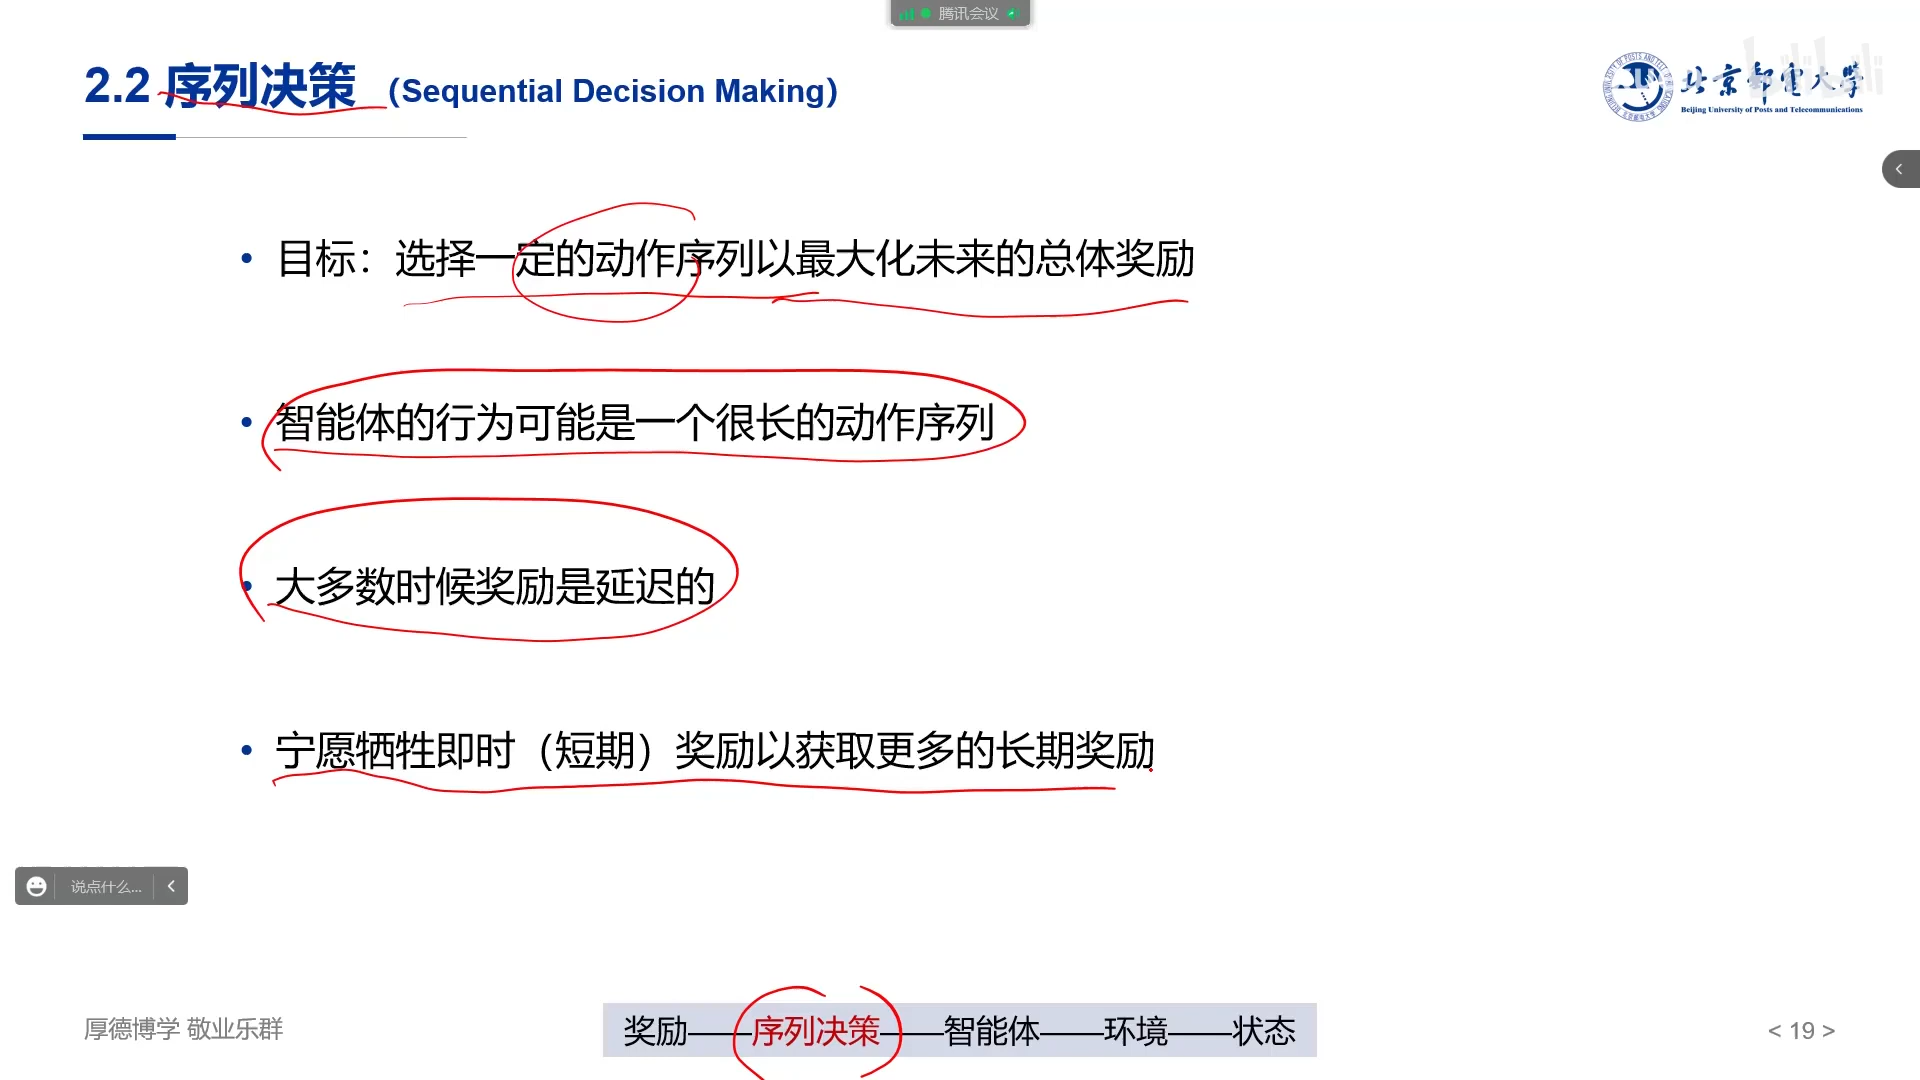 腾讯会议
2.2 序列决策 （Sequential Decision Making）
北京邮电大学
Beijing University of Posts and Telecommunications
• 目标：选择一定的动作序列以最大化未来的总体奖励
• 智能体的行为可能是一个很长的动作序列
• 大多数时候奖励是延迟的
• 宁愿牺牲即时（短期）奖励以获取更多的长期奖励
说点什么...
厚德博学 敬业乐群
奖励——序列决策——智能体——环境——状态
< 19 >